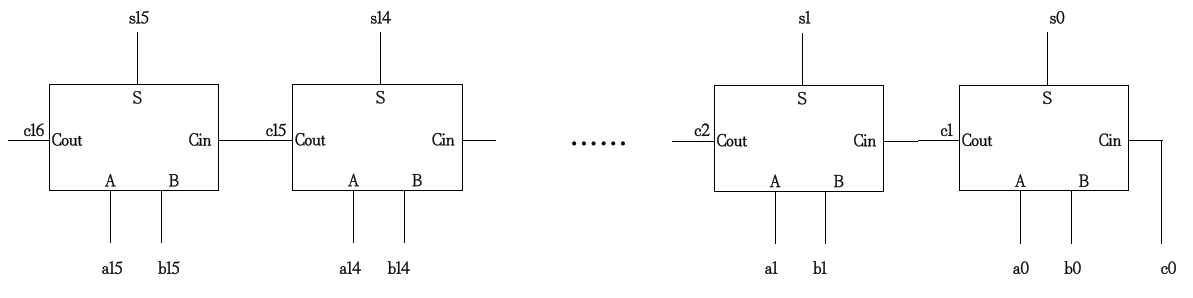 s15 s14 s1 s0
S S S S
c16 Cout Cin c15 Cout Cin ...... c2 Cout Cin c1 Cout Cin
A B A B A B A B
a15 b15 a14 b14 a1 b1 a0 b0 c0